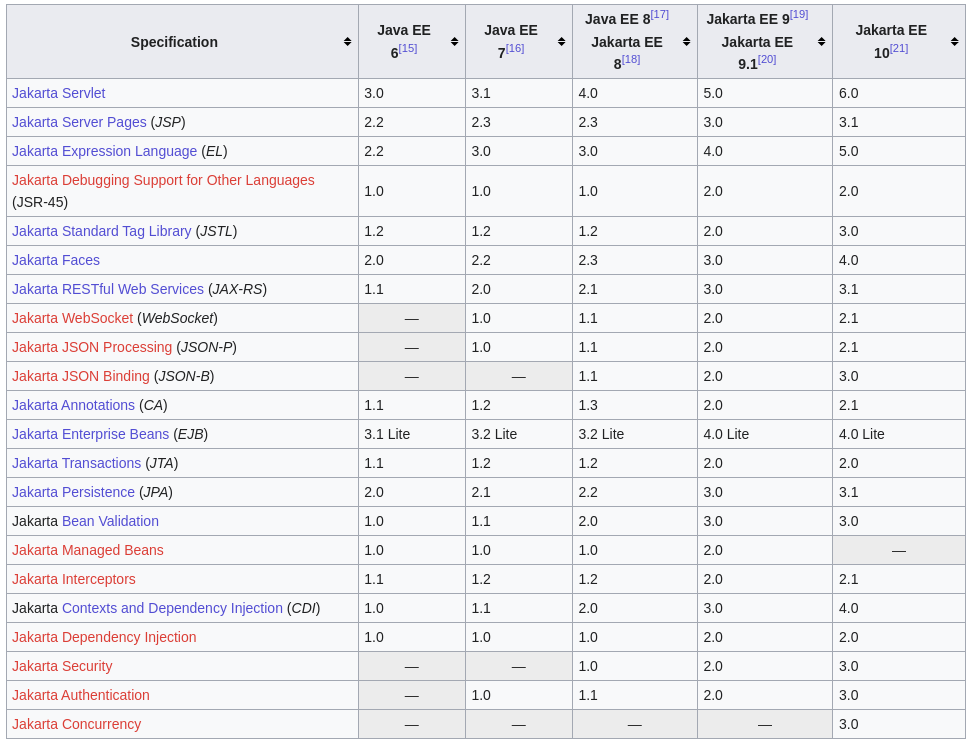 Specification Java EE 6[15] Java EE 7[16] Java EE 8[17] Jakarta EE 8[18] Jakarta EE 9[19] Jakarta EE 9.1[20] Jakarta EE 10[21]
Jakarta Servlet 3.0 3.1 4.0 5.0 6.0
Jakarta Server Pages (JSP) 2.2 2.3 2.3 3.0 3.1
Jakarta Expression Language (EL) 2.2 3.0 3.0 4.0 5.0
Jakarta Debugging Support for Other Languages (JSR-45) 1.0 1.0 1.0 2.0 2.0
Jakarta Standard Tag Library (JSTL) 1.2 1.2 1.2 2.0 3.0
Jakarta Faces 2.0 2.2 2.3 3.0 4.0
Jakarta RESTful Web Services (JAX-RS) 1.1 2.0 2.1 3.0 3.1
Jakarta WebSocket (WebSocket) — 1.0 1.1 2.0 2.1
Jakarta JSON Processing (JSON-P) — 1.0 1.1 2.0 2.1
Jakarta JSON Binding (JSON-B) — — 1.1 2.0 3.0
Jakarta Annotations (CA) 1.1 1.2 1.3 2.0 2.1
Jakarta Enterprise Beans (EJB) 3.1 Lite 3.2 Lite 3.2 Lite 4.0 Lite 4.0 Lite
Jakarta Transactions (JTA) 1.1 1.2 1.2 2.0 2.0
Jakarta Persistence (JPA) 2.0 2.1 2.2 3.0 3.1
Jakarta Bean Validation 1.0 1.1 2.0 3.0 3.0
Jakarta Managed Beans 1.0 1.0 1.0 2.0 —
Jakarta Interceptors 1.1 1.2 1.2 2.0 2.1
Jakarta Contexts and Dependency Injection (CDI) 1.0 1.1 2.0 3.0 4.0
Jakarta Dependency Injection 1.0 1.0 1.0 2.0 2.0
Jakarta Security — — 1.0 2.0 3.0
Jakarta Authentication — 1.0 1.1 2.0 3.0
Jakarta Concurrency — — — — 3.0